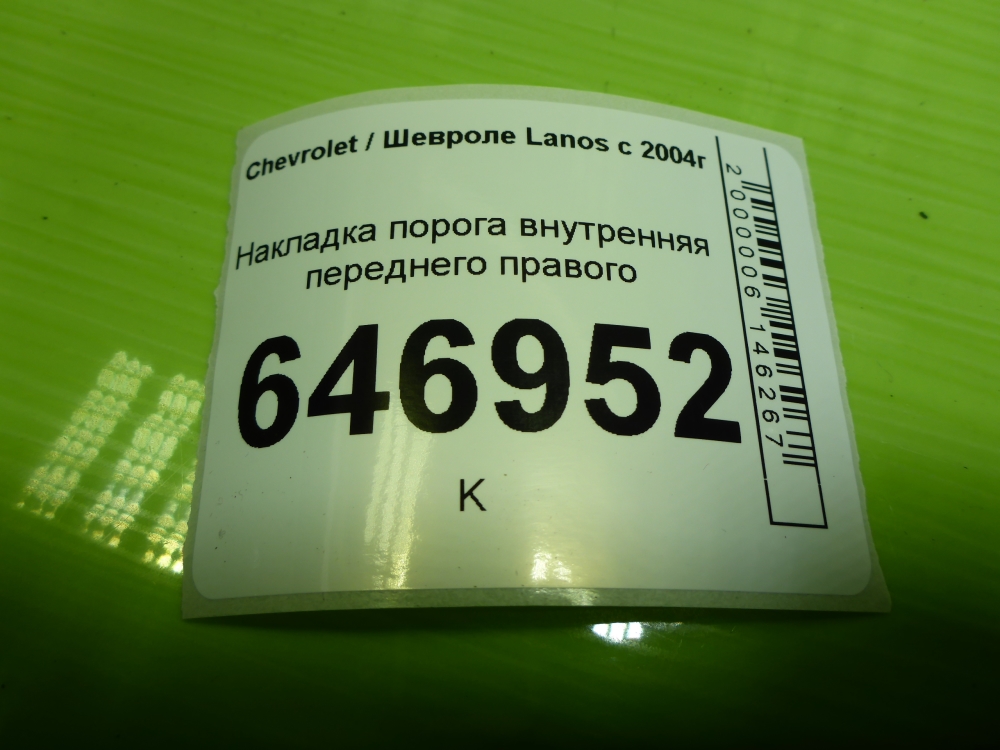 Chevrolet / Шевроле Lanos с 2004г
Накладка порога внутренняя
переднего правого
646952
К
2000006146267